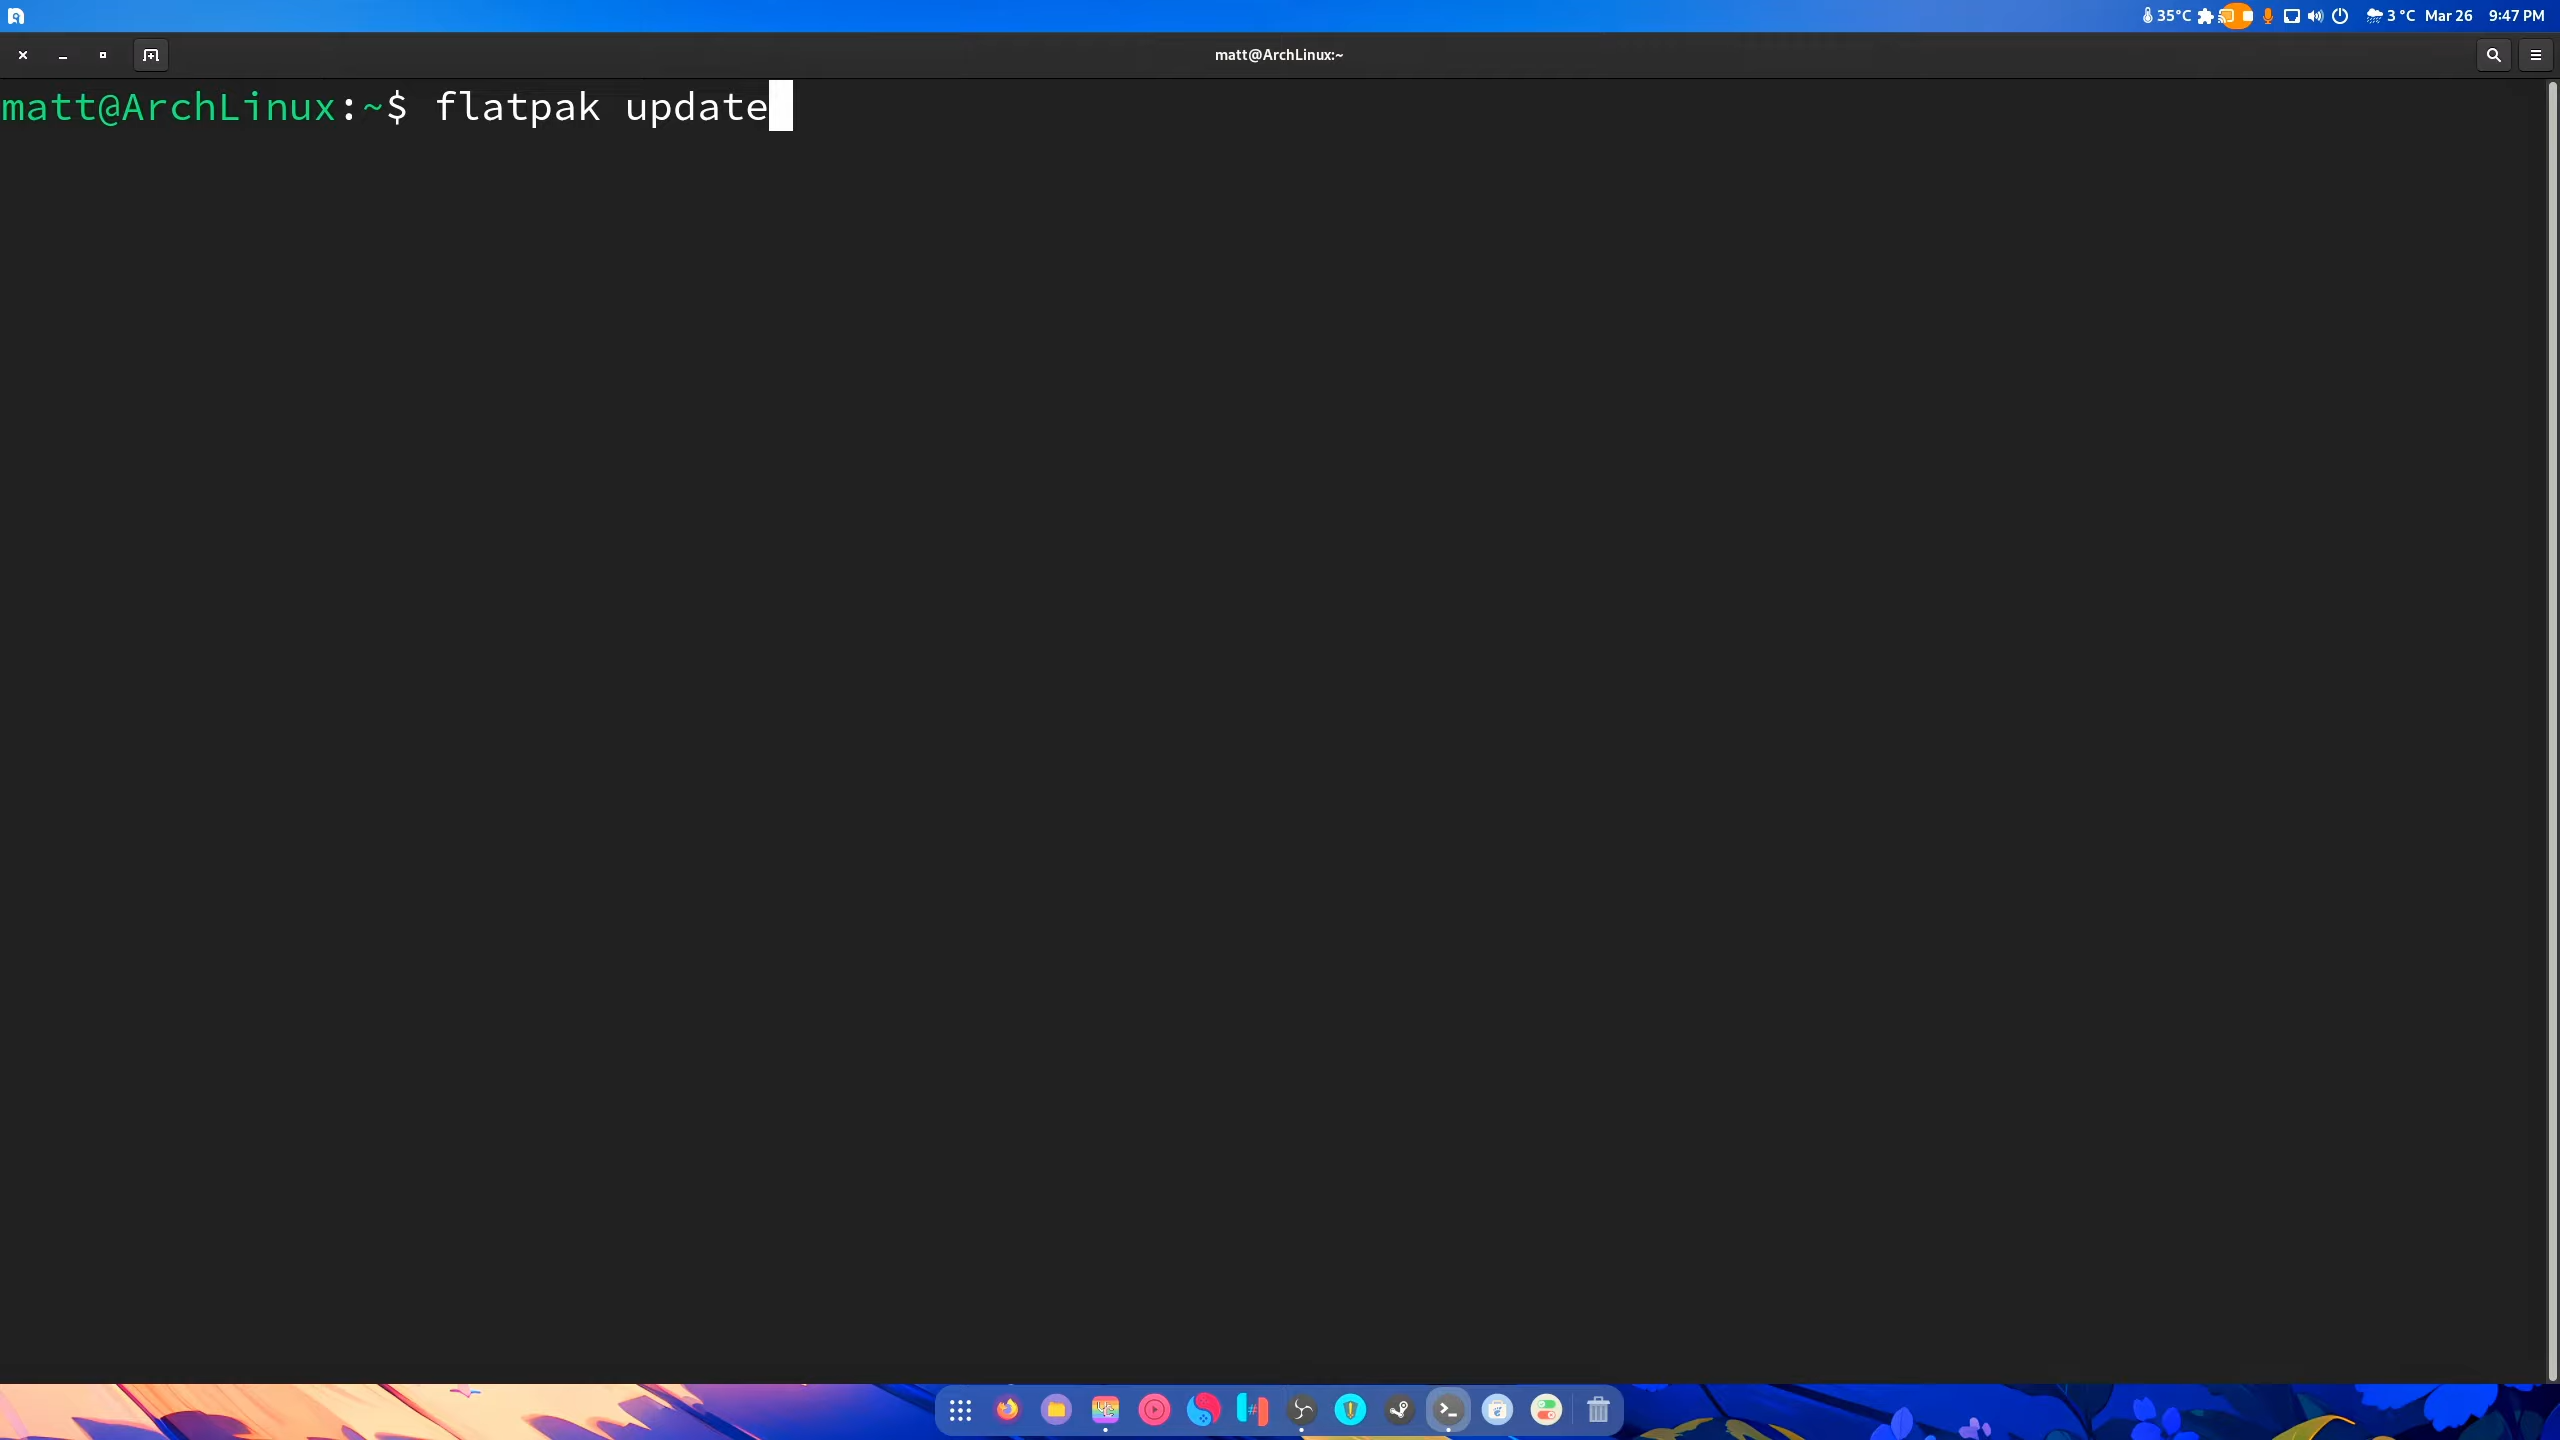 35°C 3 °C Mar 26 9:47 PM
matt@ArchLinux:~
matt@ArchLinux:~$ flatpak update